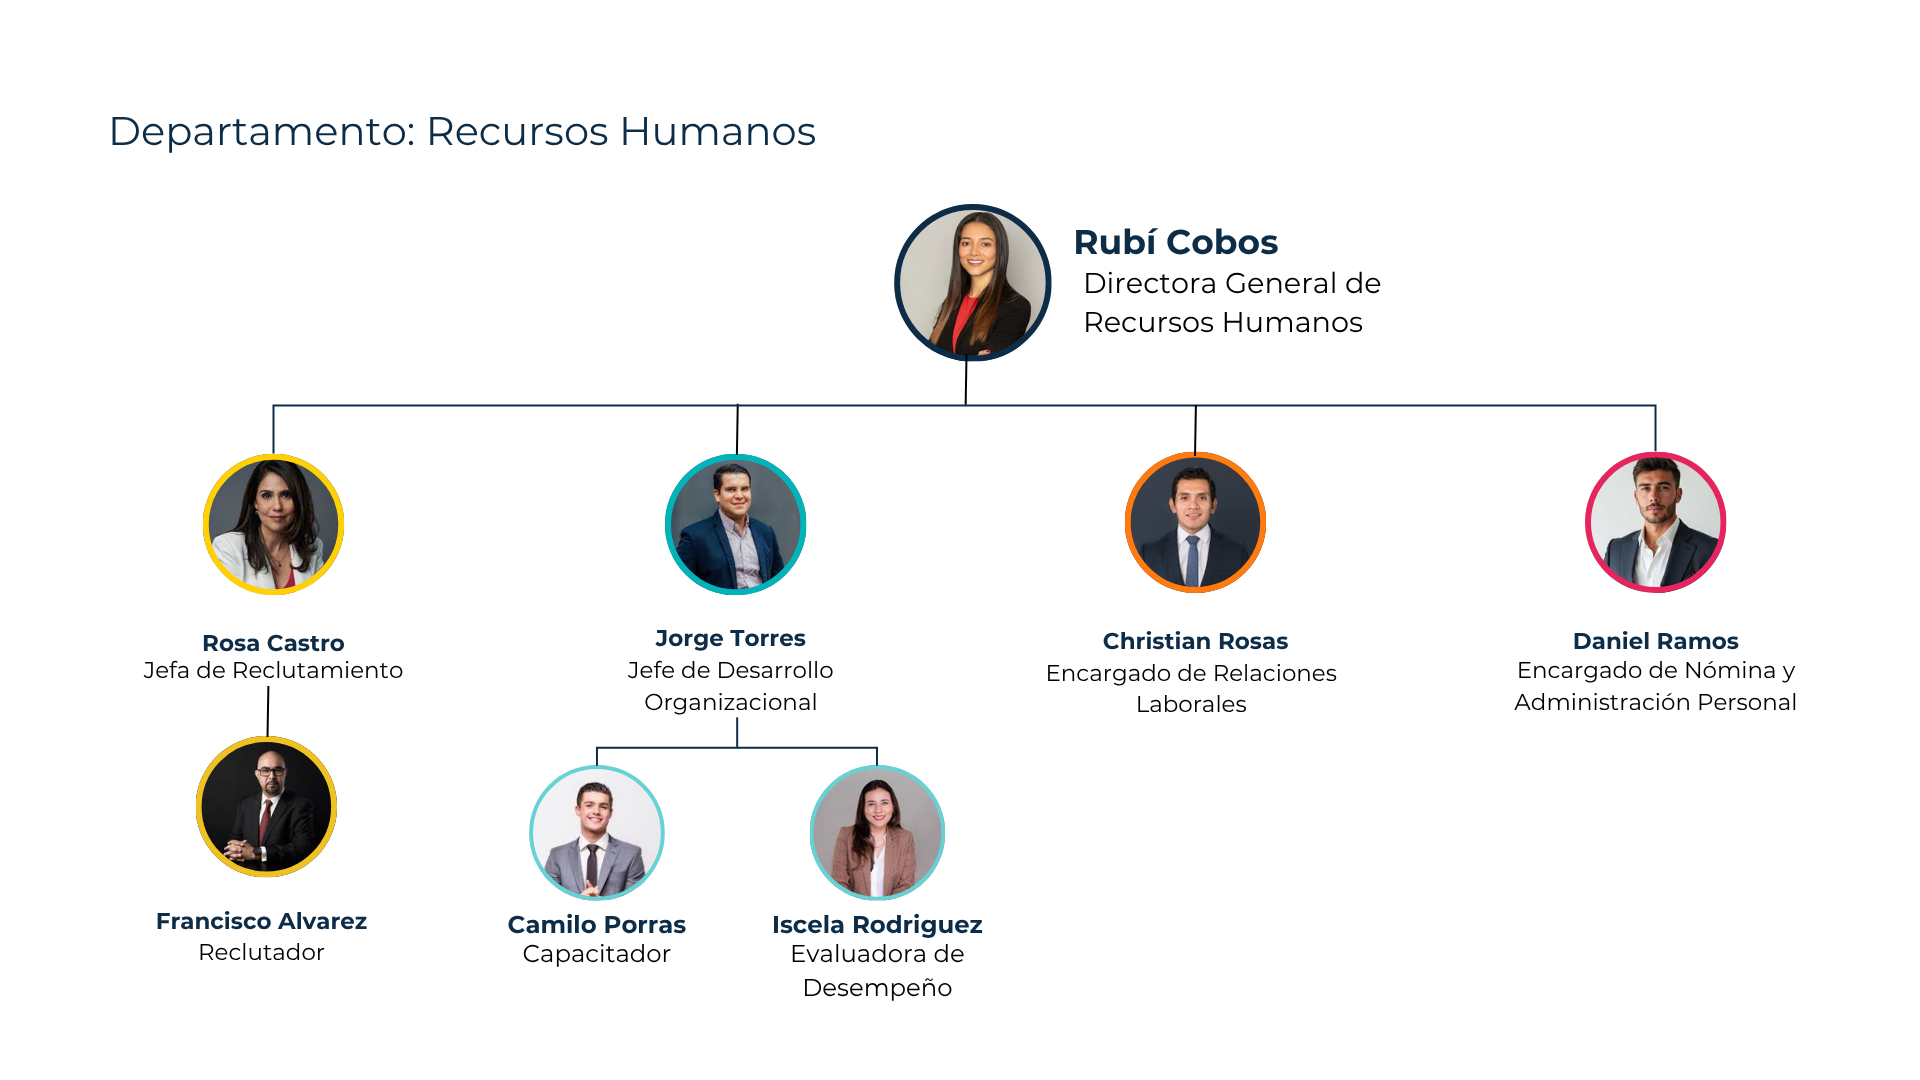 Departamento: Recursos Humanos
Rubí Cobos
Directora General de
Recursos Humanos
Rosa Castro
Jefa de Reclutamiento
Jorge Torres
Jefe de Desarrollo
Organizacional
Christian Rosas
Encargado de Relaciones
Laborales
Daniel Ramos
Encargado de Nómina y
Administración Personal
Francisco Alvarez
Reclutador
Camilo Porras
Capacitador
Iscela Rodriguez
Evaluadora de
Desempeño